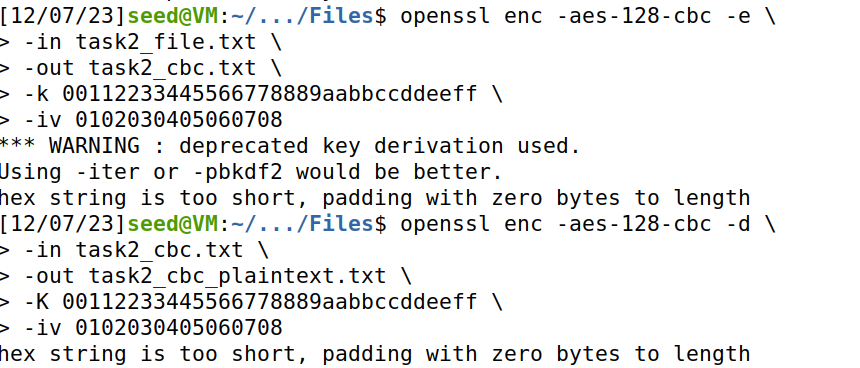 [12/07/23]seed@VM:~/.../Files$ openssl enc -aes-128-cbc -e \
> -in task2_file.txt \
> -out task2_cbc.txt \
> -k 00112233445566778889aabbccddeeff \
> -iv 0102030405060708
*** WARNING : deprecated key derivation used.
Using -iter or -pbkdf2 would be better.
hex string is too short, padding with zero bytes to length
[12/07/23]seed@VM:~/.../Files$ openssl enc -aes-128-cbc -d \
> -in task2_cbc.txt \
> -out task2_cbc_plaintext.txt \
> -K 00112233445566778889aabbccddeeff \
> -iv 0102030405060708
hex string is too short, padding with zero bytes to length